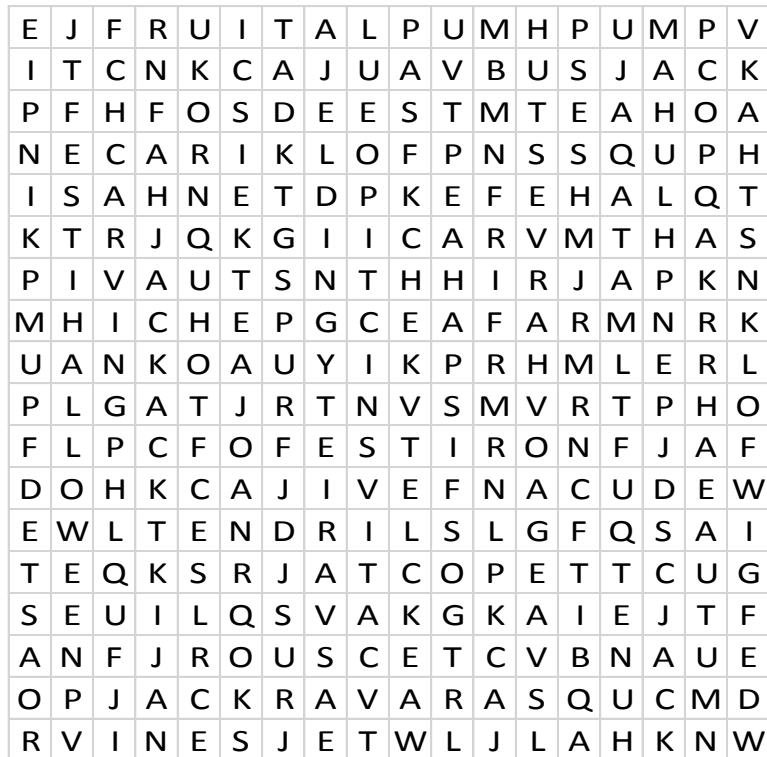 E J F R U I T A L P U M H P U M P V
I T C N K C A J U A V B U S J A C K
P F H F O S D E E S T M T E A H O A
N E C A R I K L O F P N S S Q U P H
I S A H N E T D P K E F E H A L Q T
K T R J Q K G I I C A R V M T H A S
P I V A U T S N T H H I R J A P K N
M H I C H E P G C E A F A R M N R K
U A N K O A U Y I K P R H M L E R L
P L G A T J R T N V S M V R T P H O
F L P C F O F E S T I R O N F J A F
D O H K C A J I V E F N A C U D E W
E W L T E N D R I L S L G F Q S A I
T E Q K S R J A T C O P E T T C U G
S E U I L Q S V A K G K A I E J T F
A N F J R O U S C E T C V B N A U E
O P J A C K R A V A R A S Q U C M D
R V I N E S J E T W L J L A H K N W